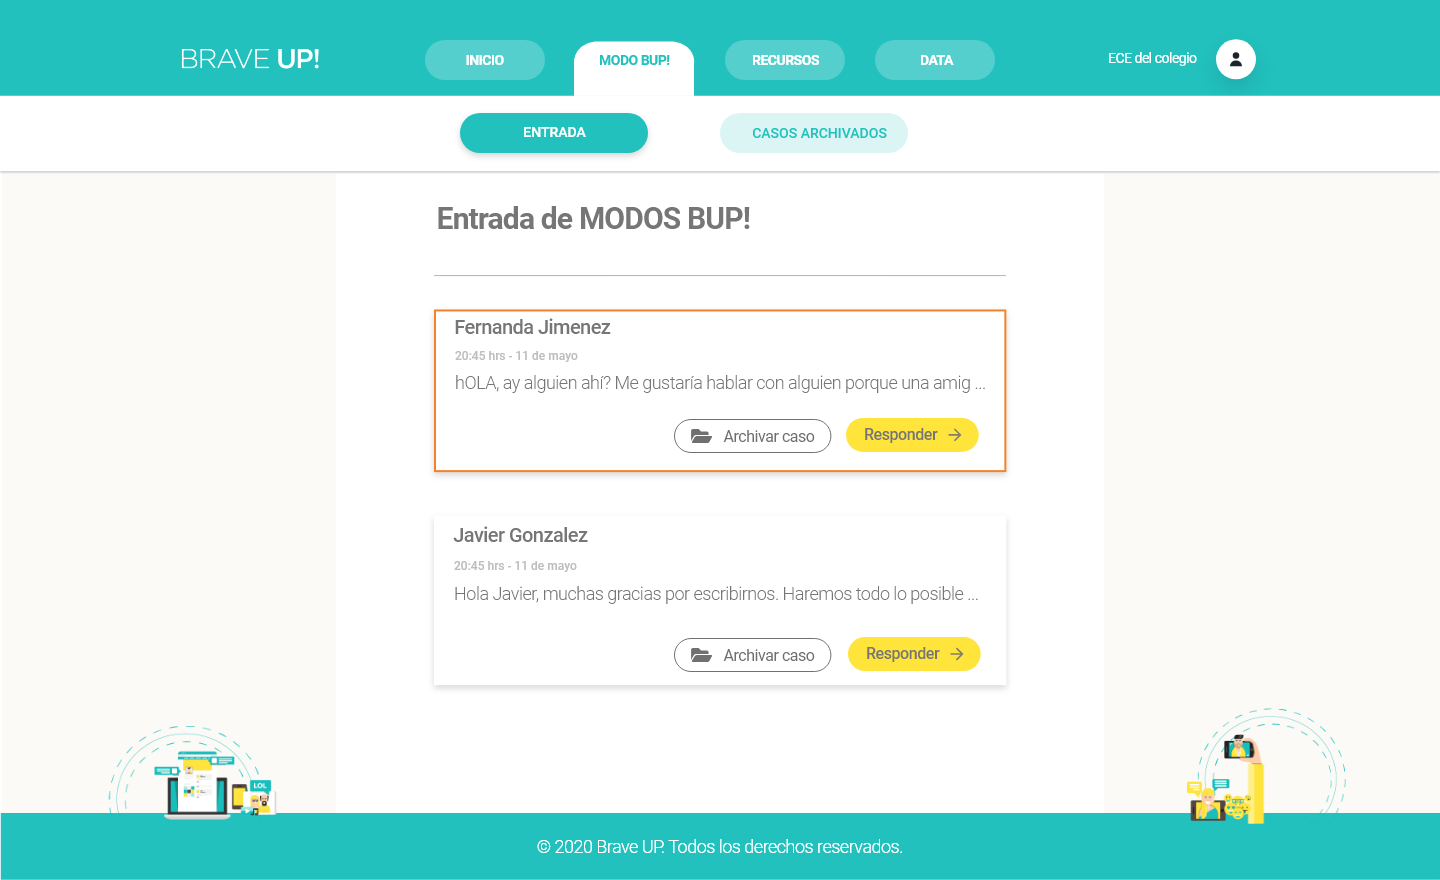 BRAVE UP!
INICIO
MODO BUP!
RECURSOS
DATA
ECE del colegio
ENTRADA
CASOS ARCHIVADOS
Entrada de MODOS BUP!
Fernanda Jimenez
20:45 hrs - 11 de mayo
hOLA, ay alguien ahí? Me gustaría hablar con alguien porque una amig ...
Archivar caso
Responder
Javier Gonzalez
20:45 hrs - 11 de mayo
Hola Javier, muchas gracias por escribirnos. Haremos todo lo posible ...
Archivar caso
Responder
LOL
© 2020 Brave UP. Todos los derechos reservados.